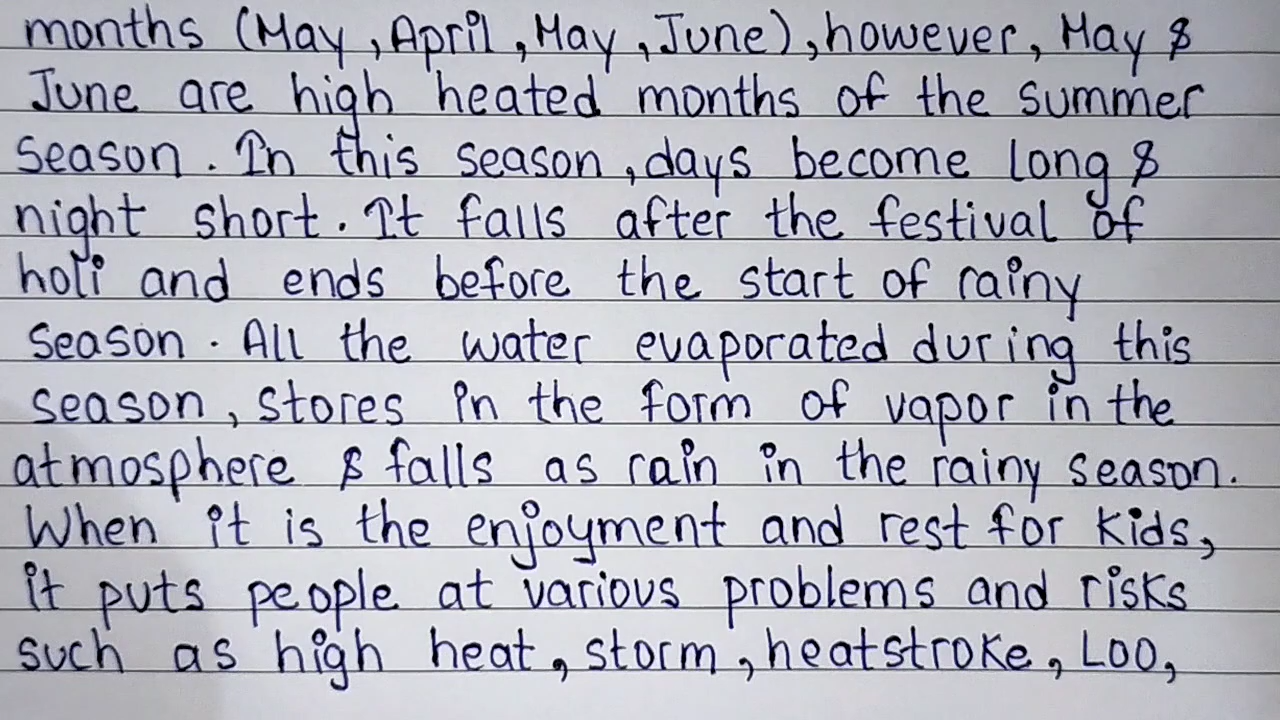 months (May, April, May, June), however, May &
June are high heated months of the summer
season. In this season, days become long &
night short. It falls after the festival of
holi and ends before the start of rainy
season. All the water evaporated during this
season, stores in the form of vapor in the
atmosphere & falls as rain in the rainy season.
When it is the enjoyment and rest for kids,
it puts people at various problems and risks
such as high heat, storm, heatstroke, Loo,